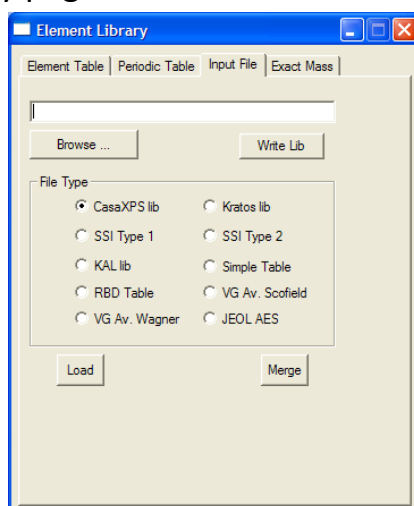 Element Library
Element Table Periodic Table Input File Exact Mass
Browse ... Write Lib
File Type
CasaXPS lib Kratos lib
SSI Type 1 SSI Type 2
KAL lib Simple Table
RBD Table VG Av. Scofield
VG Av. Wagner JEOL AES
Load Merge